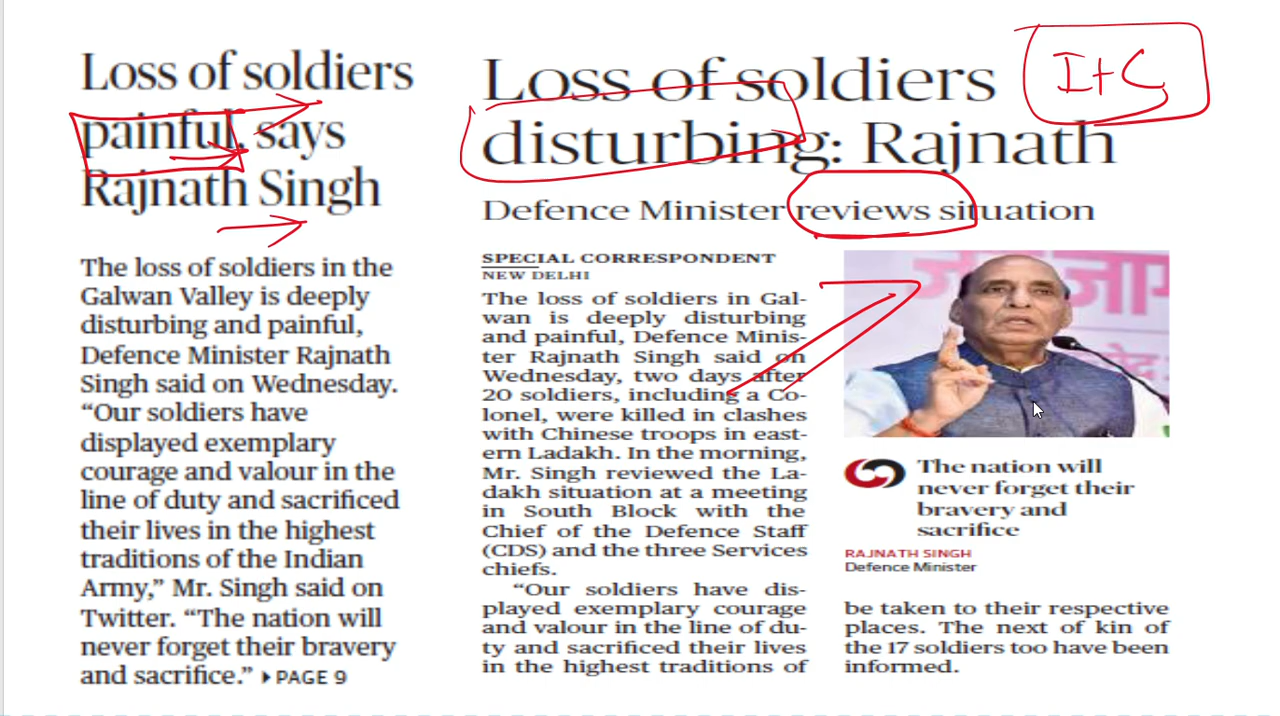 Loss of soldiers
painful, says
Rajnath Singh
The loss of soldiers in the
Galwan Valley is deeply
disturbing and painful,
Defence Minister Rajnath
Singh said on Wednesday.
“Our soldiers have
displayed exemplary
courage and valour in the
line of duty and sacrificed
their lives in the highest
traditions of the Indian
Army,” Mr. Singh said on
Twitter. “The nation will
never forget their bravery
and sacrifice.” PAGE 9
I+C
Loss of soldiers
disturbing: Rajnath
Defence Minister reviews situation
SPECIAL CORRESPONDENT
NEW DELHI
The loss of soldiers in Gal-
wan is deeply disturbing
and painful, Defence Minis-
ter Rajnath Singh said on
Wednesday, two days after
20 soldiers, including a Co-
lonel, were killed in clashes
with Chinese troops in east-
ern Ladakh. In the morning,
Mr. Singh reviewed the La-
dakh situation at a meeting
in South Block with the
Chief of the Defence Staff
(CDS) and the three Services
chiefs.
“Our soldiers have dis-
played exemplary courage
and valour in the line of du-
ty and sacrificed their lives
in the highest traditions of
The nation will
never forget their
bravery and
sacrifice
RAJNATH SINGH
Defence Minister
be taken to their respective
places. The next of kin of
the 17 soldiers too have been
informed.